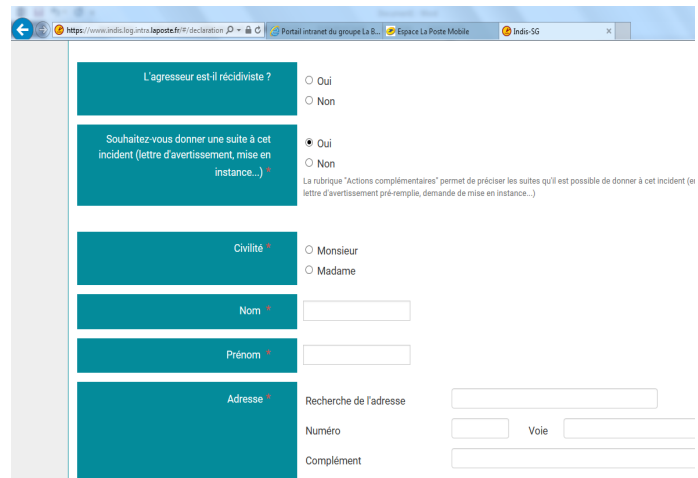 https://www.indis.log.intra.laposte.fr/#/declaration
Portail intranet du groupe La B...
Espace La Poste Mobile
Indis-SG
L'agresseur est-il récidiviste ?
Oui
Non
Souhaitez-vous donner une suite à cet
incident (lettre d'avertissement, mise en
instance...) *
Oui
Non
La rubrique "Actions complémentaires" permet de préciser les suites qu'il est possible de donner à cet incident (en
lettre d'avertissement pré-remplie, demande de mise en instance...)
Civilité *
Monsieur
Madame
Nom *
Prénom *
Adresse *
Recherche de l'adresse
Numéro
Voie
Complément